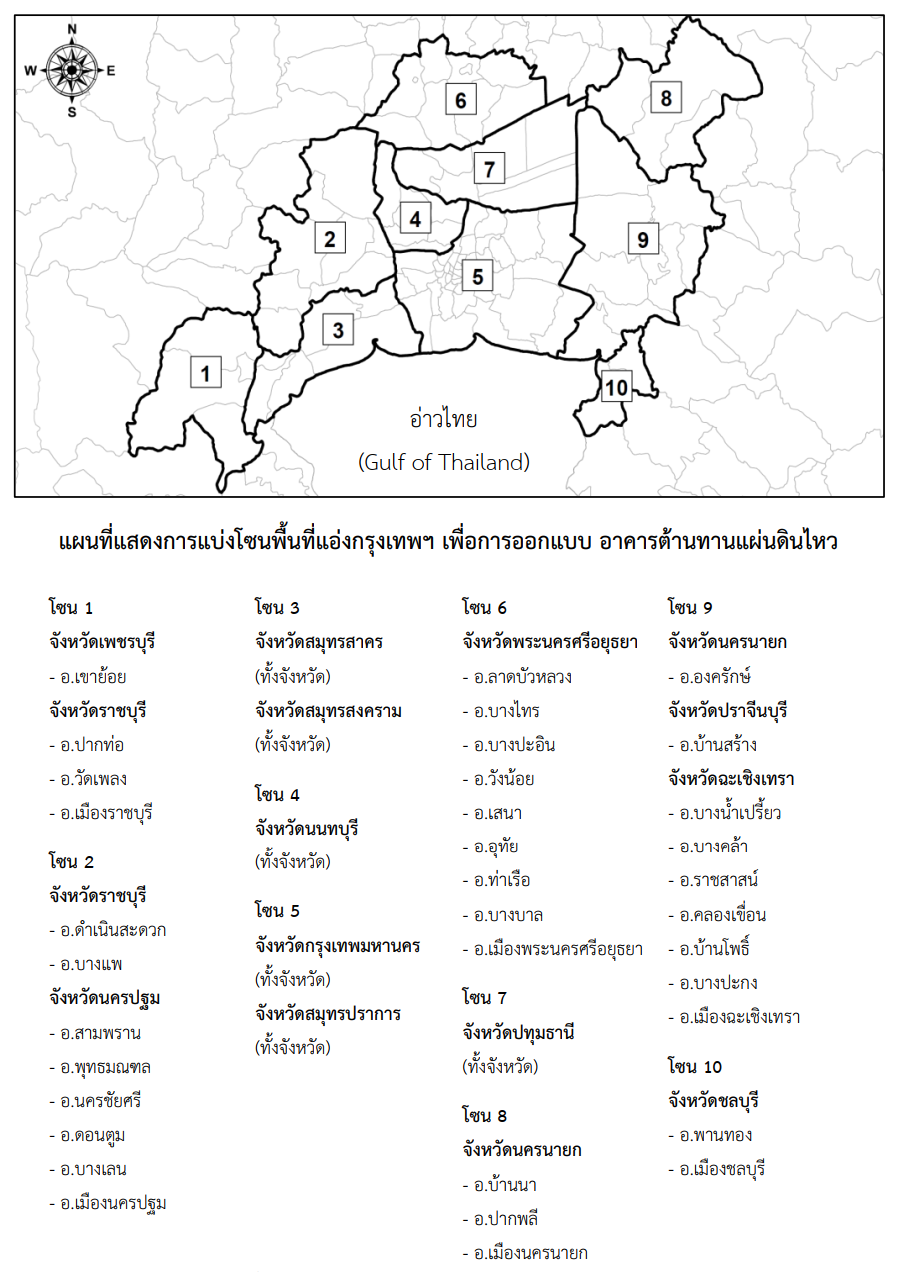 N
W
E
S
6
8
7
4
2
9
5
3
1
10
อ่าวไทย
(Gulf of Thailand)
แผนที่แสดงการแบ่งโซนพื้นที่แอ่งกรุงเทพฯ เพื่อการออกแบบ อาคารต้านทานแผ่นดินไหว
โซน 1
จังหวัดเพชรบุรี
- อ.เขาย้อย
จังหวัดราชบุรี
- อ.ปากท่อ
- อ.วัดเพลง
- อ.เมืองราชบุรี
โซน 2
จังหวัดราชบุรี
- อ.ดำเนินสะดวก
- อ.บางแพ
จังหวัดนครปฐม
- อ.สามพราน
- อ.พุทธมณฑล
- อ.นครชัยศรี
- อ.ดอนตูม
- อ.บางเลน
- อ.เมืองนครปฐม
โซน 3
จังหวัดสมุทรสาคร
(ทั้งจังหวัด)
จังหวัดสมุทรสงคราม
(ทั้งจังหวัด)
โซน 4
จังหวัดนนทบุรี
(ทั้งจังหวัด)
โซน 5
จังหวัดกรุงเทพมหานคร
(ทั้งจังหวัด)
จังหวัดสมุทรปราการ
(ทั้งจังหวัด)
โซน 6
จังหวัดพระนครศรีอยุธยา
- อ.ลาดบัวหลวง
- อ.บางไทร
- อ.บางปะอิน
- อ.วังน้อย
- อ.เสนา
- อ.อุทัย
- อ.ท่าเรือ
- อ.บางบาล
- อ.เมืองพระนครศรีอยุธยา
โซน 7
จังหวัดปทุมธานี
(ทั้งจังหวัด)
โซน 8
จังหวัดนครนายก
- อ.บ้านนา
- อ.ปากพลี
- อ.เมืองนครนายก
โซน 9
จังหวัดนครนายก
- อ.องครักษ์
จังหวัดปราจีนบุรี
- อ.บ้านสร้าง
จังหวัดฉะเชิงเทรา
- อ.บางน้ำเปรี้ยว
- อ.บางคล้า
- อ.ราชสาสน์
- อ.คลองเขื่อน
- อ.บ้านโพธิ์
- อ.บางปะกง
- อ.เมืองฉะเชิงเทรา
โซน 10
จังหวัดชลบุรี
- อ.พานทอง
- อ.เมืองชลบุรี